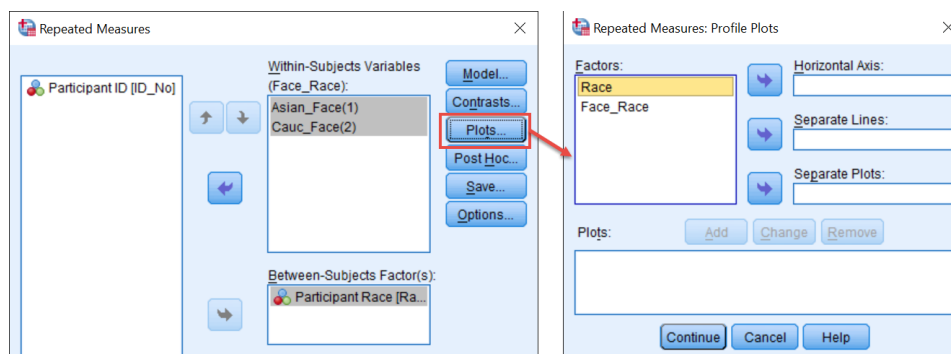 Repeated Measures
Participant ID [ID_No]
Within-Subjects Variables
(Face_Race):
Asian_Face(1)
Cauc_Face(2)
Between-Subjects Factor(s):
Participant Race [Ra...
Model...
Contrasts...
Plots...
Post Hoc...
Save...
Options...
Repeated Measures: Profile Plots
Factors:
Race
Face_Race
Horizontal Axis:
Separate Lines:
Separate Plots:
Plots:
Add
Change
Remove
Continue
Cancel
Help